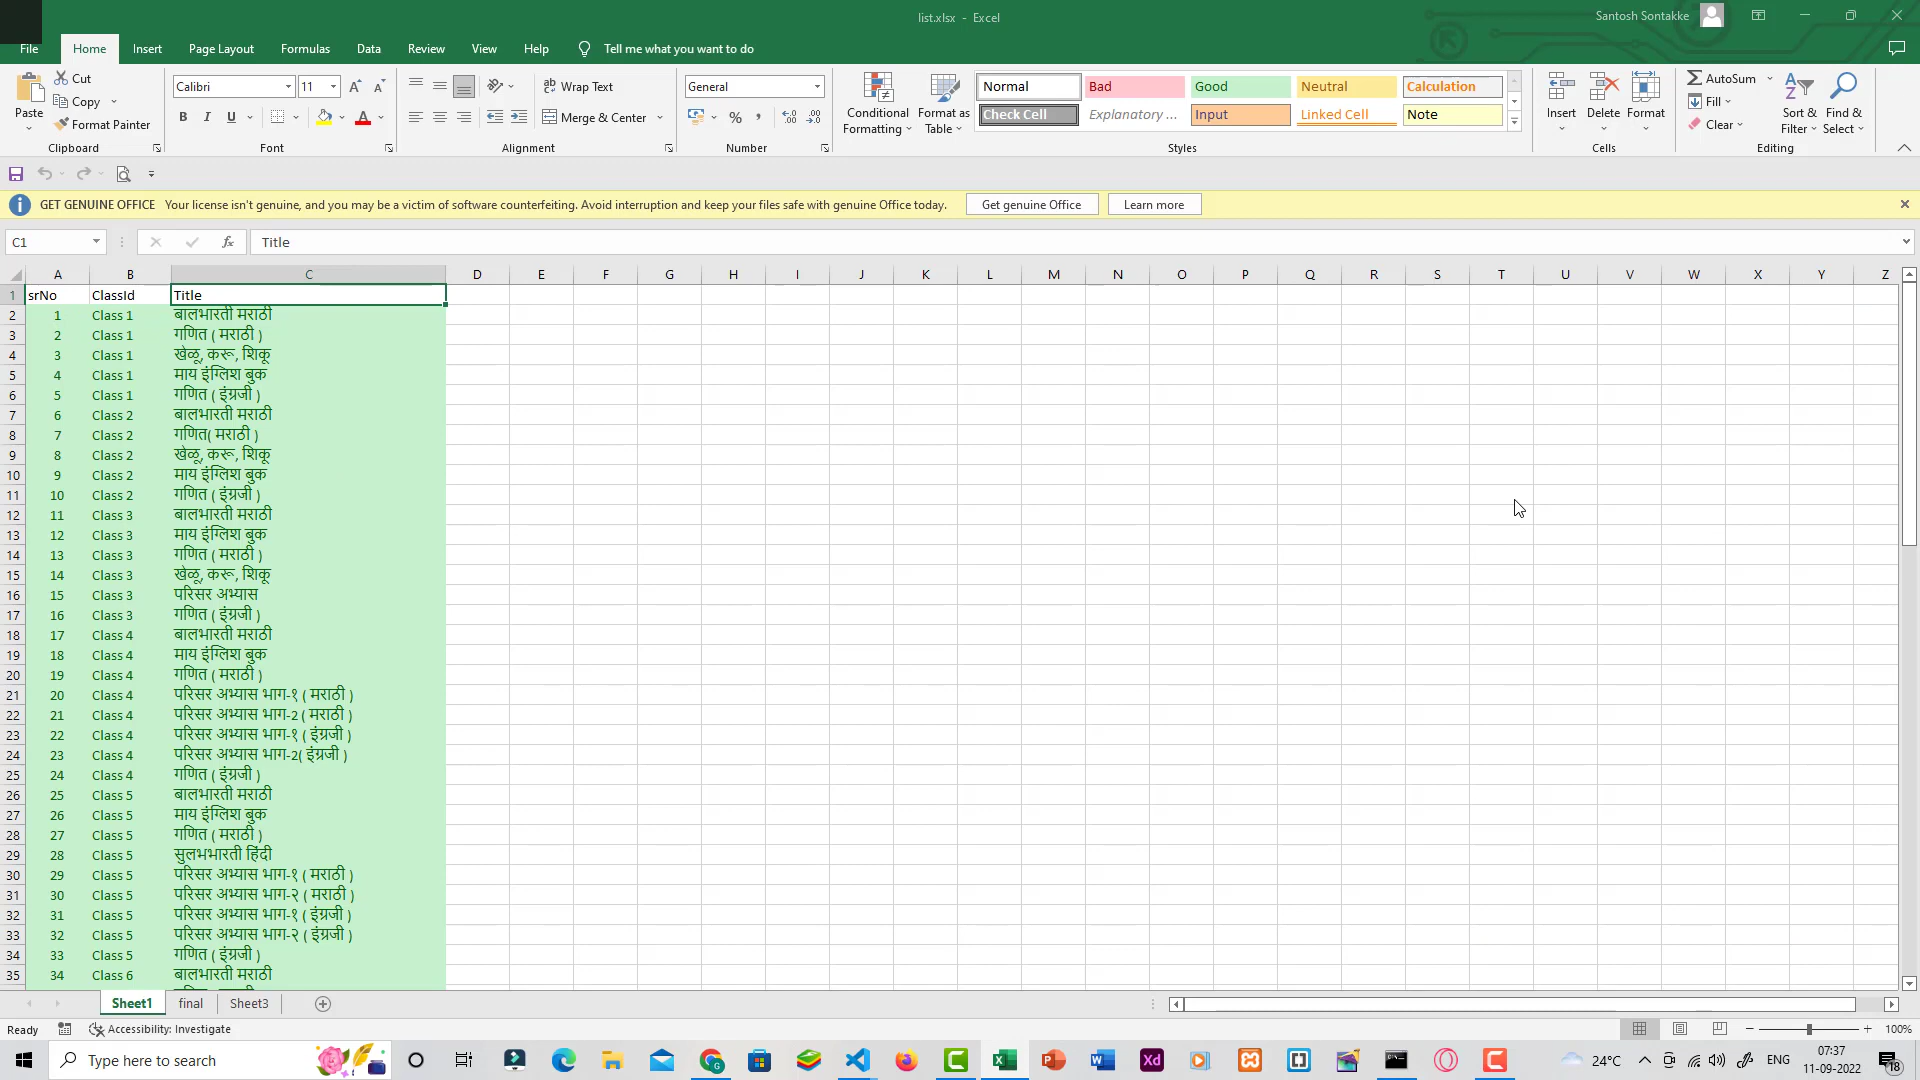 list.xlsx - Excel
Santosh Sontakke
File Home Insert Page Layout Formulas Data Review View Help Tell me what you want to do
Cut
Copy
Format Painter
Paste
Clipboard
Calibri 11
B I U
Font
Wrap Text
Merge & Center
Alignment
General
Number
Conditional Formatting
Format as Table
Normal Bad Good Neutral Calculation
Check Cell Explanatory ... Input Linked Cell Note
Styles
Insert Delete Format
Cells
AutoSum
Fill
Clear
Sort & Filter
Find & Select
Editing
GET GENUINE OFFICE Your license isn't genuine, and you may be a victim of software counterfeiting. Avoid interruption and keep your files safe with genuine Office today. Get genuine Office Learn more
C1 fx Title
A B C D E F G H I J K L M N O P Q R S T U V W X Y Z
1 srNo ClassId Title
2 1 Class 1 बालभारती मराठी
3 2 Class 1 गणित ( मराठी )
4 3 Class 1 खेळू, करू, शिकू
5 4 Class 1 माय इंग्लिश बुक
6 5 Class 1 गणित ( इंग्रजी )
7 6 Class 2 बालभारती मराठी
8 7 Class 2 गणित( मराठी )
9 8 Class 2 खेळू, करू, शिकू
10 9 Class 2 माय इंग्लिश बुक
11 10 Class 2 गणित ( इंग्रजी )
12 11 Class 3 बालभारती मराठी
13 12 Class 3 माय इंग्लिश बुक
14 13 Class 3 गणित ( मराठी )
15 14 Class 3 खेळू, करू, शिकू
16 15 Class 3 परिसर अभ्यास
17 16 Class 3 गणित ( इंग्रजी )
18 17 Class 4 बालभारती मराठी
19 18 Class 4 माय इंग्लिश बुक
20 19 Class 4 गणित ( मराठी )
21 20 Class 4 परिसर अभ्यास भाग-१ ( मराठी )
22 21 Class 4 परिसर अभ्यास भाग-2 ( मराठी )
23 22 Class 4 परिसर अभ्यास भाग-१ ( इंग्रजी )
24 23 Class 4 परिसर अभ्यास भाग-2( इंग्रजी )
25 24 Class 4 गणित ( इंग्रजी )
26 25 Class 5 बालभारती मराठी
27 26 Class 5 माय इंग्लिश बुक
28 27 Class 5 गणित ( मराठी )
29 28 Class 5 सुलभभारती हिंदी
30 29 Class 5 परिसर अभ्यास भाग-१ ( मराठी )
31 30 Class 5 परिसर अभ्यास भाग-२ ( मराठी )
32 31 Class 5 परिसर अभ्यास भाग-१ ( इंग्रजी )
33 32 Class 5 परिसर अभ्यास भाग-२ ( इंग्रजी )
34 33 Class 5 गणित ( इंग्रजी )
35 34 Class 6 बालभारती मराठी
Sheet1 final Sheet3
Ready Accessibility: Investigate 100%
Type here to search
24°C ENG
07:37
11-09-2022
18